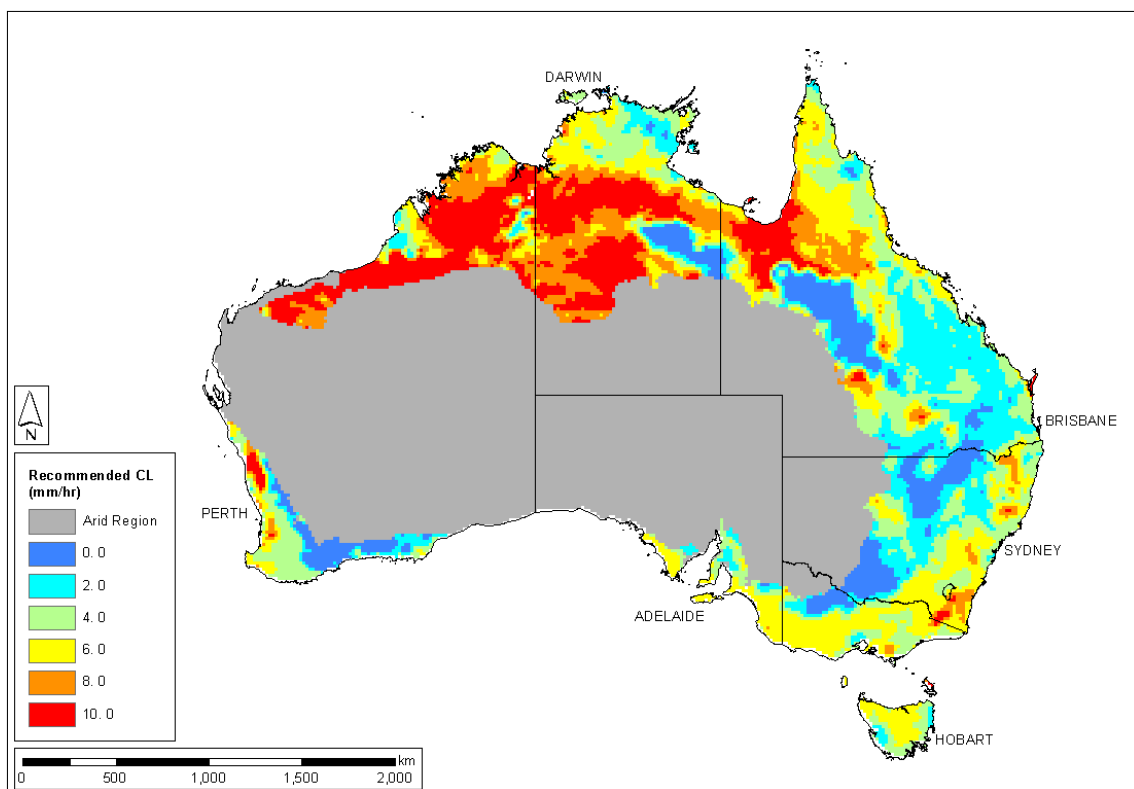 DARWIN
BRISBANE
PERTH
SYDNEY
ADELAIDE
HOBART
N
Recommended CL
(mm/hr)
Arid Region
0. 0
2. 0
4. 0
6. 0
8. 0
10. 0
km
0 500 1,000 1,500 2,000